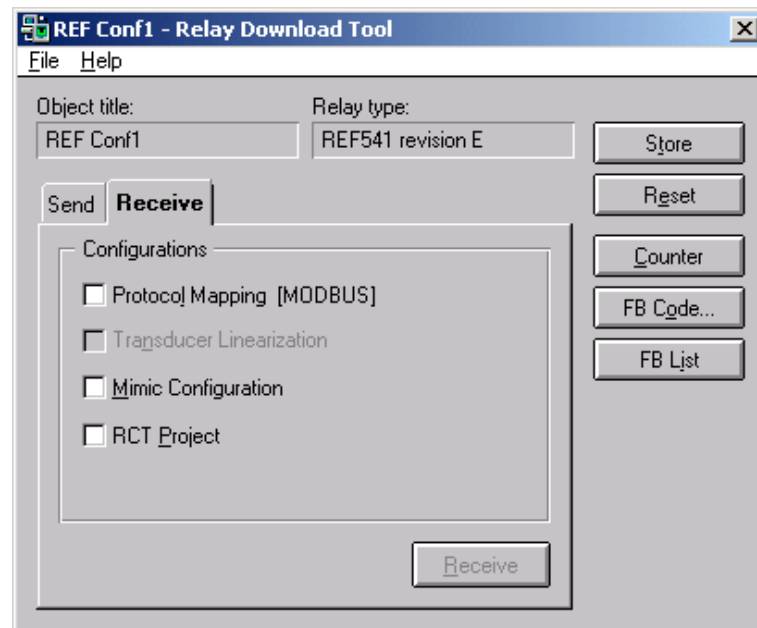 REF Conf1 - Relay Download Tool
File Help
Object title:
REF Conf1
Relay type:
REF541 revision E
Store
Reset
Send Receive
Configurations
Protocol Mapping [MODBUS]
Transducer Linearization
Mimic Configuration
RCT Project
Counter
FB Code...
FB List
Receive